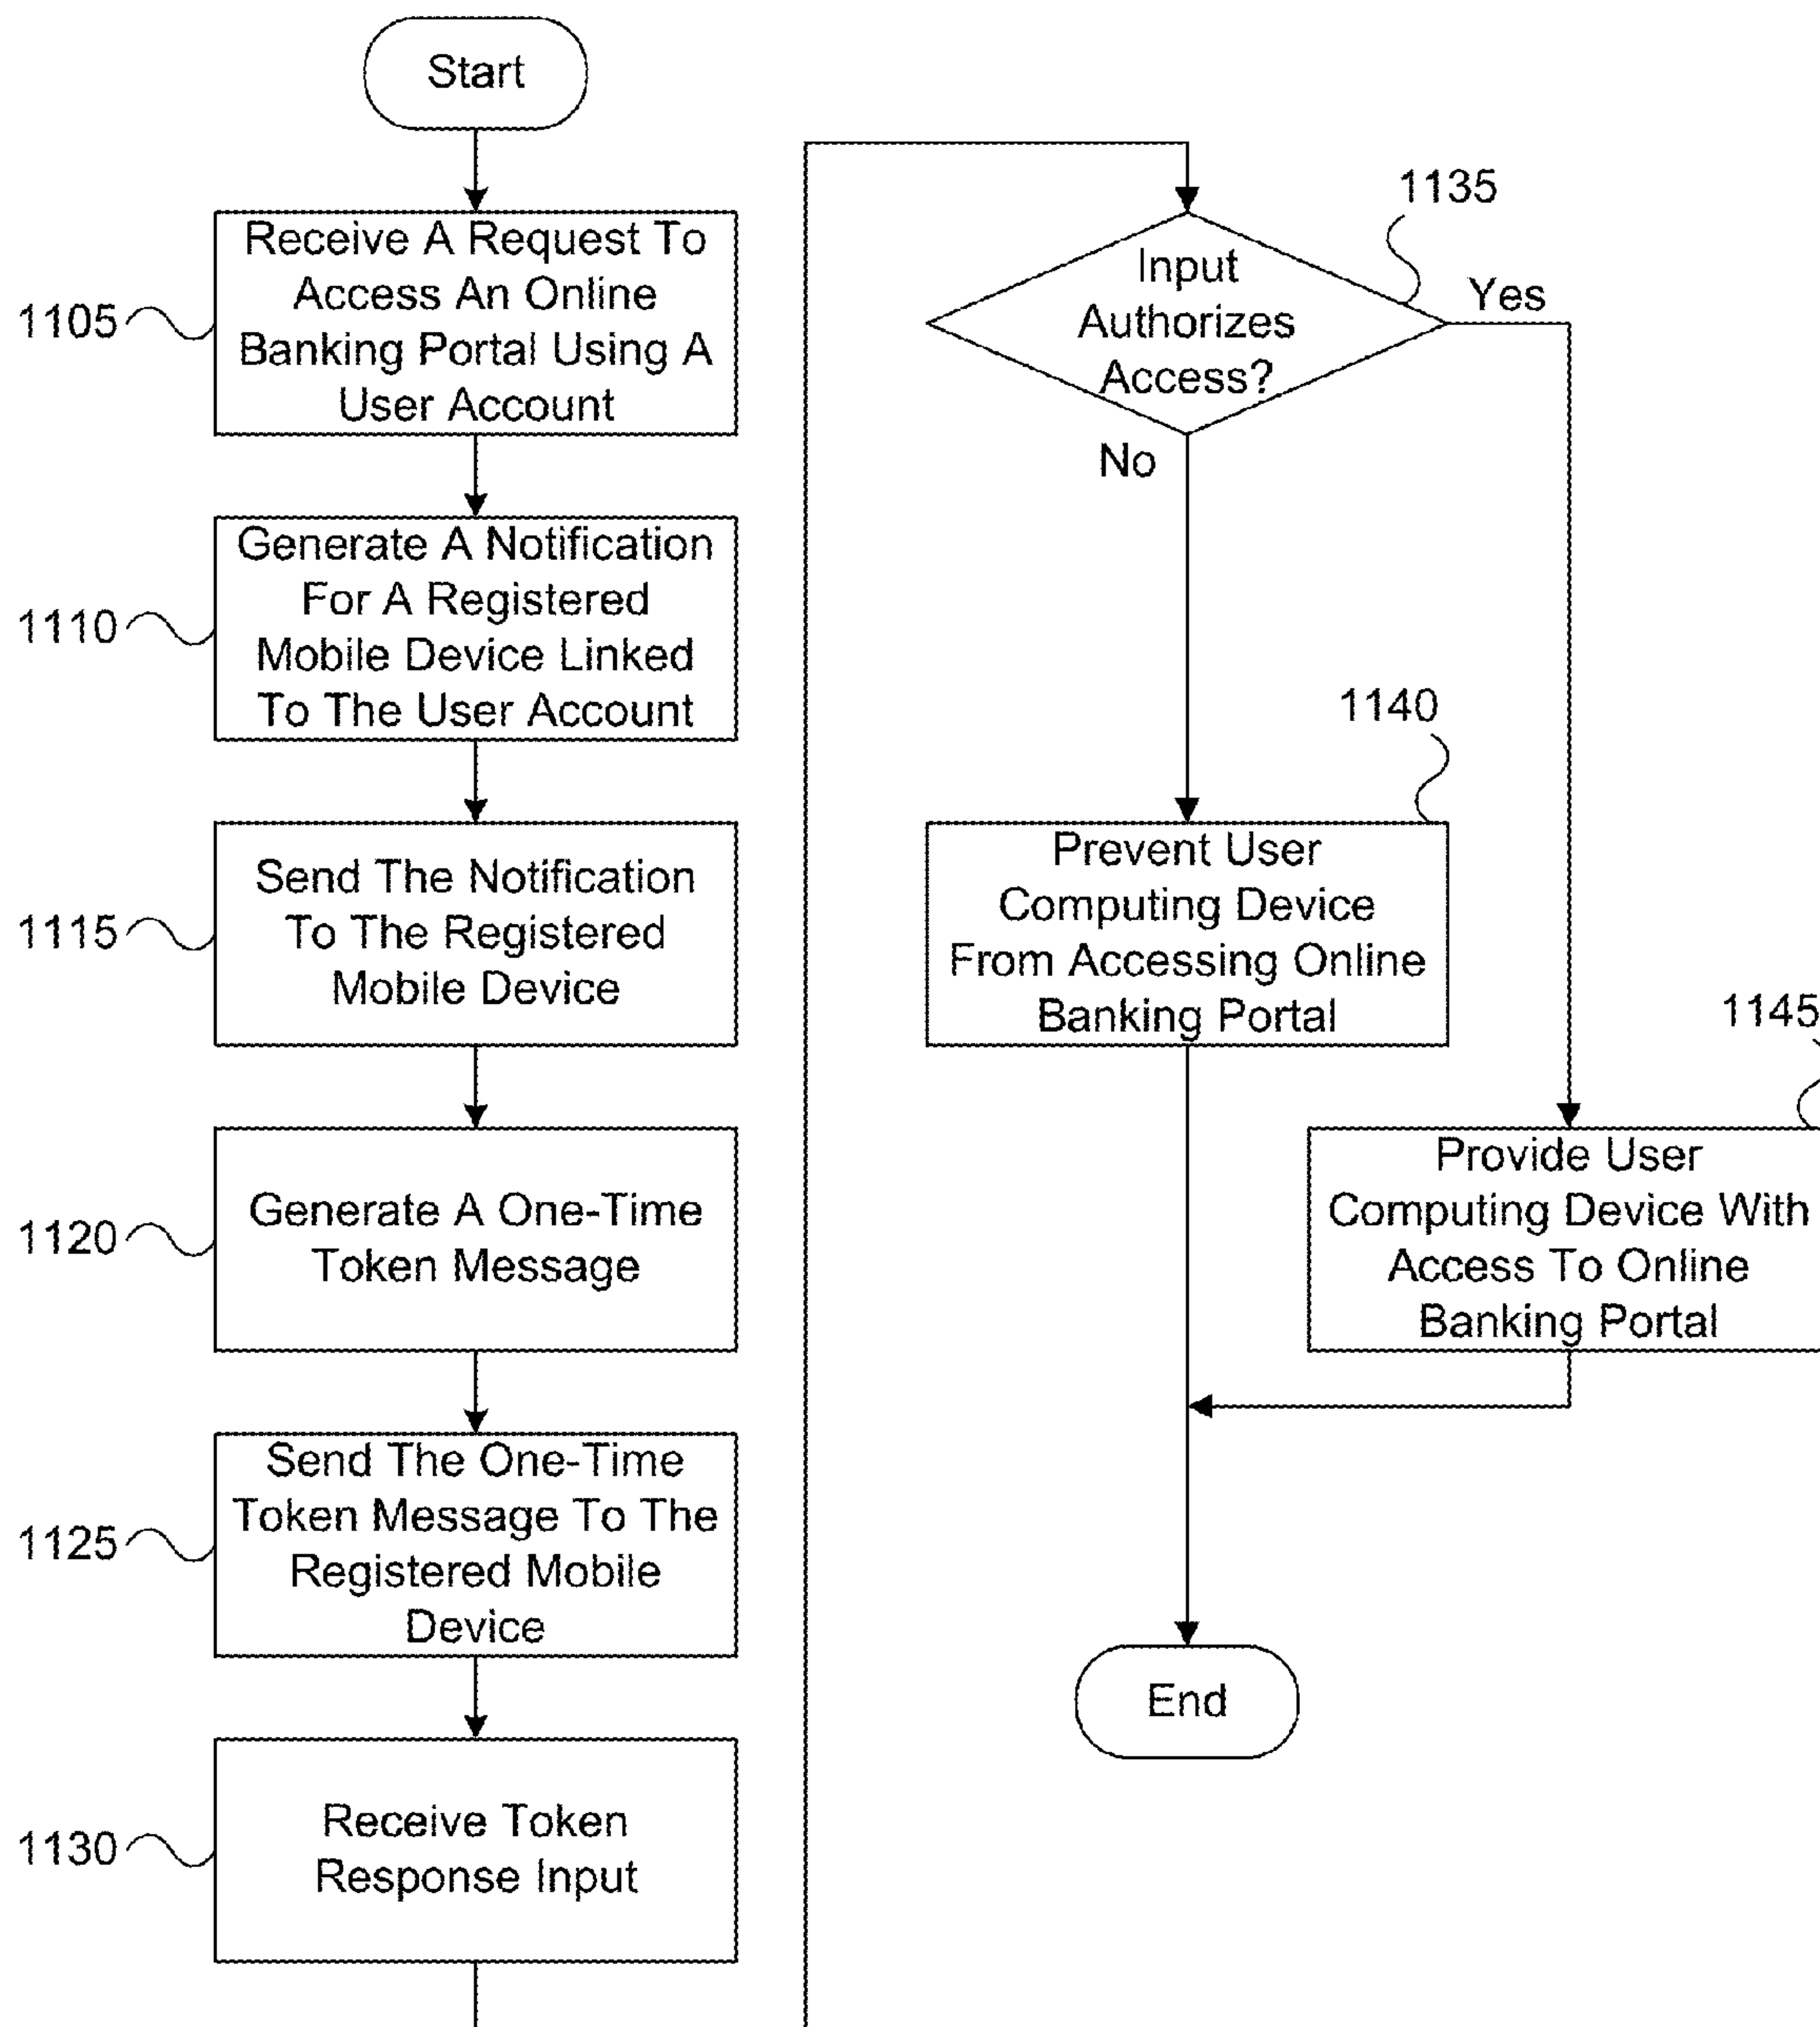 Start
1105
Receive A Request To
Access An Online
Banking Portal Using A
User Account
1110
Generate A Notification
For A Registered
Mobile Device Linked
To The User Account
1115
Send The Notification
To The Registered
Mobile Device
1120
Generate A One-Time
Token Message
1125
Send The One-Time
Token Message To The
Registered Mobile
Device
1130
Receive Token
Response Input
1135
Input
Authorizes
Access?
Yes
No
1140
Prevent User
Computing Device
From Accessing Online
Banking Portal
1145
Provide User
Computing Device With
Access To Online
Banking Portal
End